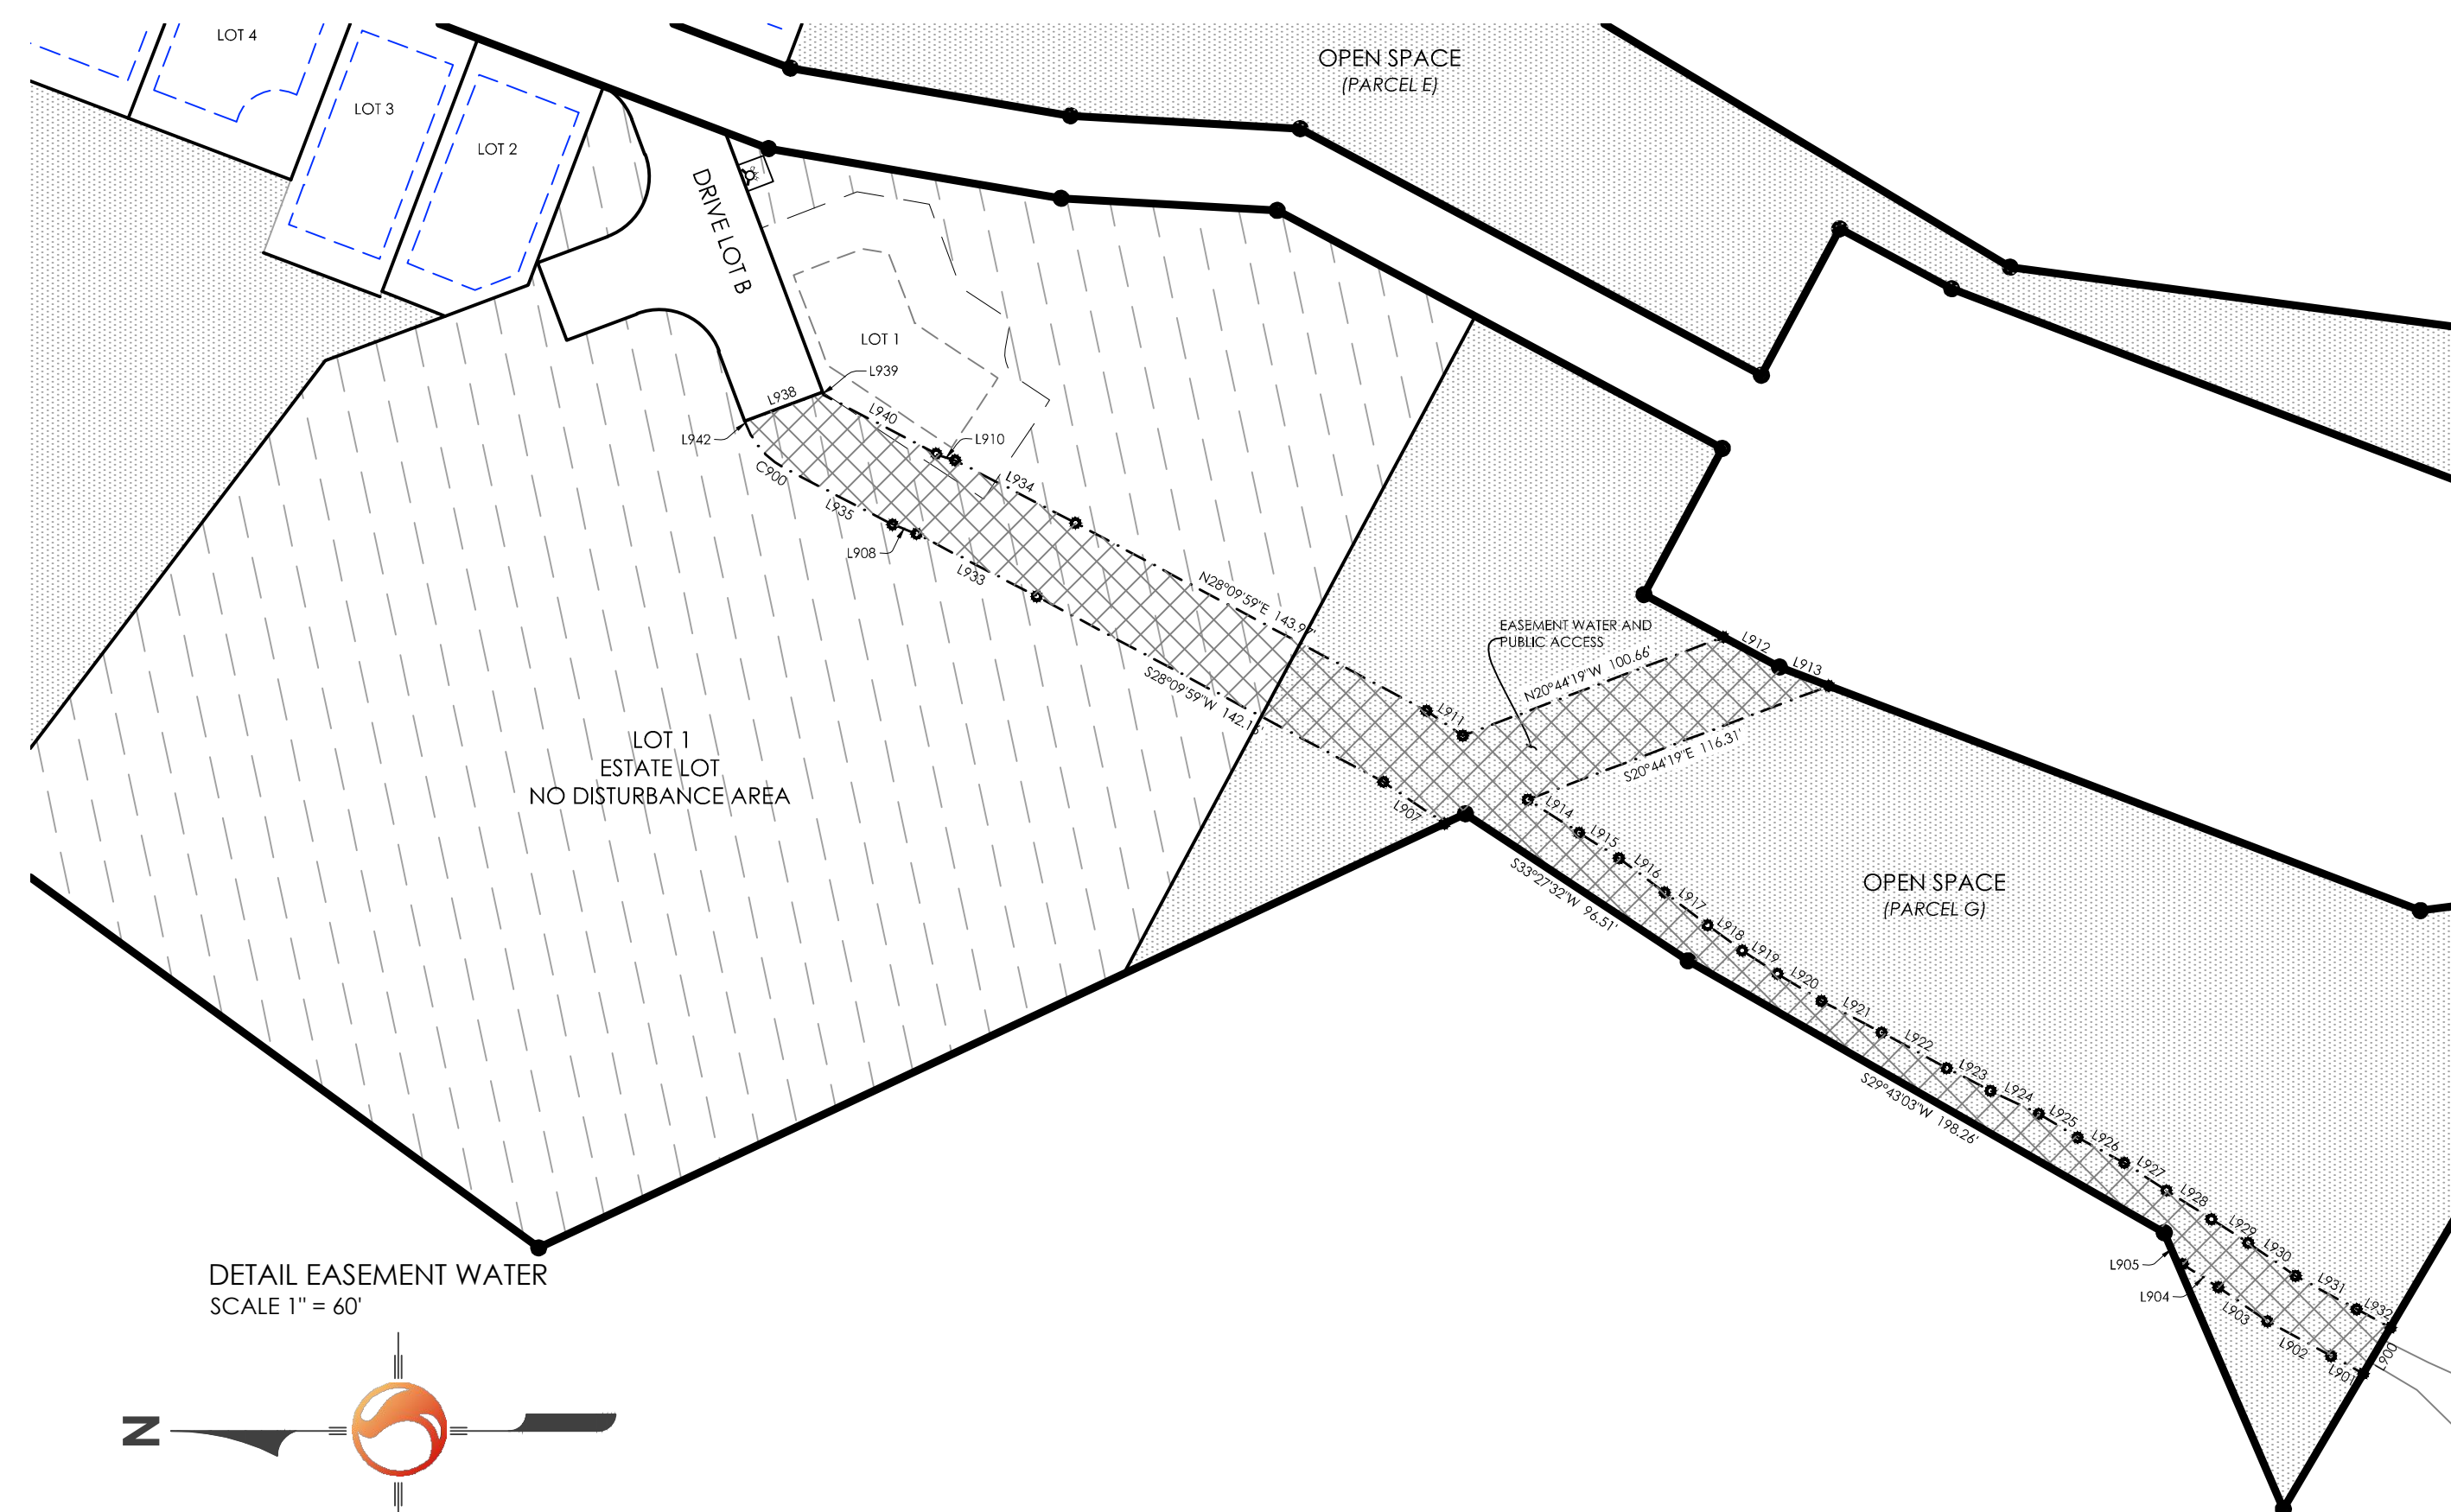 LOT 4
OPEN SPACE
(PARCEL E)
LOT 3
LOT 2
DRIVE LOT B
LOT 1
L939
L938
L940
L942
L910
C900
L934
L935
L908
L933
N28°09'59"E 143.97'
S28°09'59"W 142.1
EASEMENT WATER AND
PUBLIC ACCESS
N20°44'19"W 100.66'
L912
L913
L911
S20°44'19"E 116.31'
L907
L914
L915
L916
L917
L918
L919
L920
L921
L922
L923
L924
L925
L926
L927
L928
L929
L930
L931
L932
S33°27'32"W 96.51'
S29°43'03"W 198.26'
LOT 1
ESTATE LOT
NO DISTURBANCE AREA
OPEN SPACE
(PARCEL G)
L905
L904
L903
L902
L901
L900
DETAIL EASEMENT WATER
SCALE 1" = 60'
N